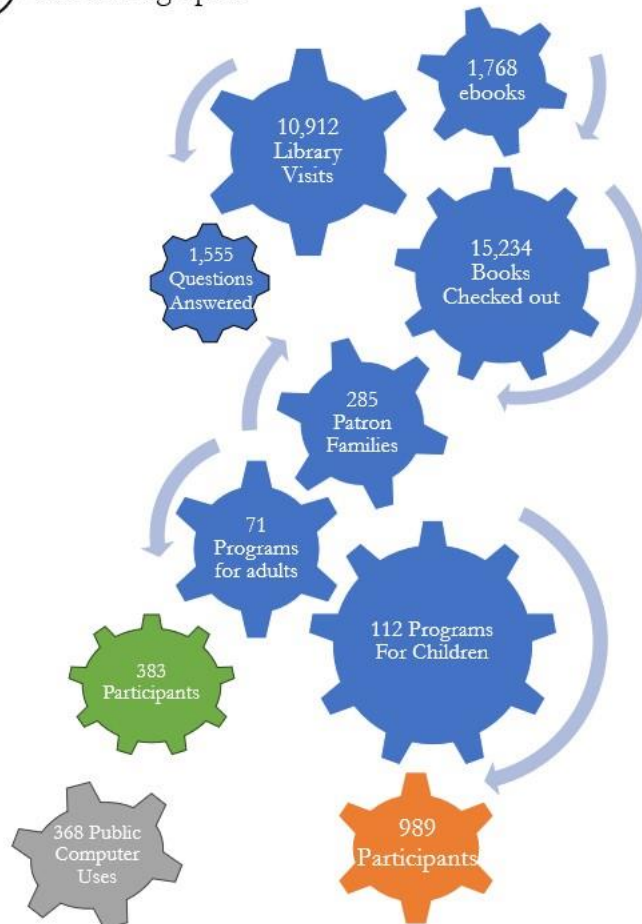 1,768
ebooks
10,912
Library
Visits
15,234
Books
Checked out
1,555
Questions
Answered
285
Patron
Families
71
Programs
for adults
112 Programs
For Children
383
Participants
989
Participants
368 Public
Computer
Uses